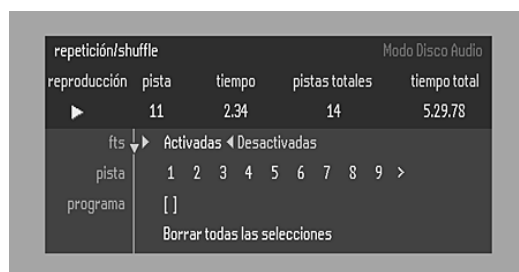 repetición/shuffle Modo Disco Audio
reproducción pista tiempo pistas totales tiempo total
11 2.34 14 5.29.78
fts Activadas Desactivadas
pista 1 2 3 4 5 6 7 8 9 >
programa [ ]
Borrar todas las selecciones